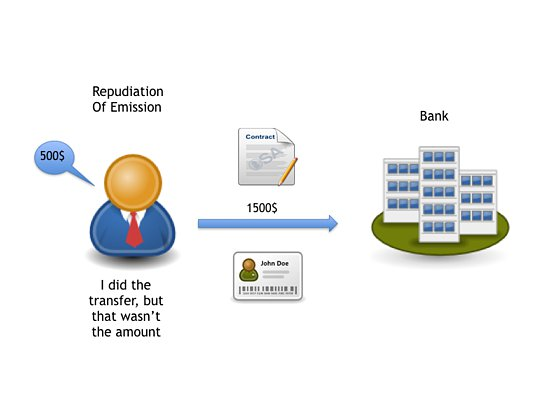 Repudiation
Of Emission
Bank
500$
Contract
1500$
John Doe
I did the
transfer, but
that wasn't
the amount